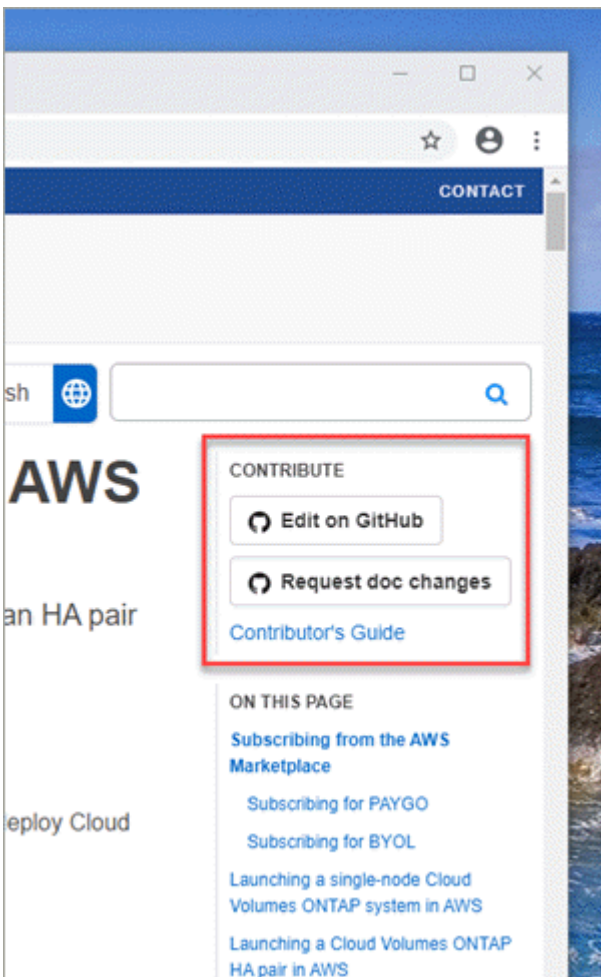 CONTACT
sh
AWS
CONTRIBUTE
Edit on GitHub
Request doc changes
an HA pair
Contributor's Guide
ON THIS PAGE
Subscribing from the AWS
Marketplace
Subscribing for PAYGO
eploy Cloud
Subscribing for BYOL
Launching a single-node Cloud
Volumes ONTAP system in AWS
Launching a Cloud Volumes ONTAP
HA pair in AWS